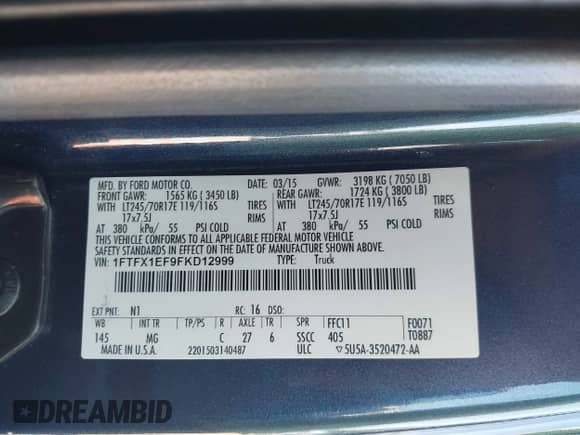 MFD. BY FORD MOTOR CO. DATE: 03/15 GVWR: 3198 KG ( 7050 LB)
FRONT GAWR: 1565 KG ( 3450 LB) REAR GAWR: 1724 KG ( 3800 LB)
WITH LT245/70R17E 119/116S TIRES WITH LT245/70R17E 119/116S TIRES
17x7.5J RIMS 17x7.5J RIMS
AT 380 kPa/ 55 PSI COLD AT 380 kPa/ 55 PSI COLD
THIS VEHICLE CONFORMS TO ALL APPLICABLE FEDERAL MOTOR VEHICLE
SAFETY STANDARDS IN EFFECT ON THE DATE OF MANUFACTURE SHOWN ABOVE.
VIN: 1FTFX1EF9FKD12999 TYPE: Truck
EXT PNT: N1 RC: 16 DSO:
WB INT TR TP/PS R AXLE TR SPR FFC11 F0071
145 MG C 27 6 SSCC 405 T0887
MADE IN U.S.A. 2201503140487 ULC ▽5U5A-3520472-AA
DREAMBID